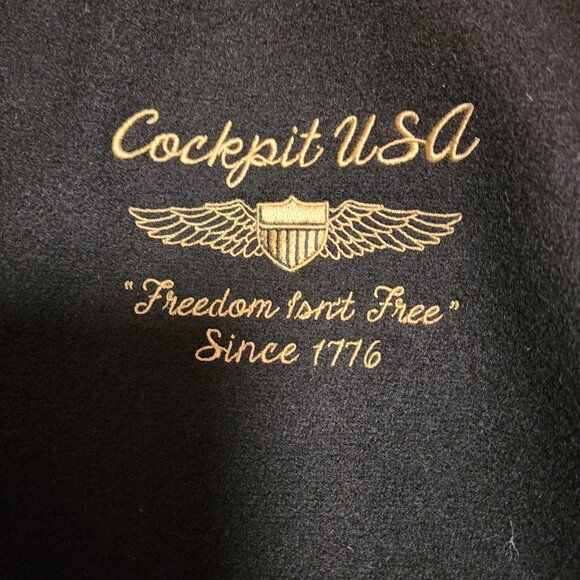 Cockpit USA
"Freedom Isn't Free"
Since 1776